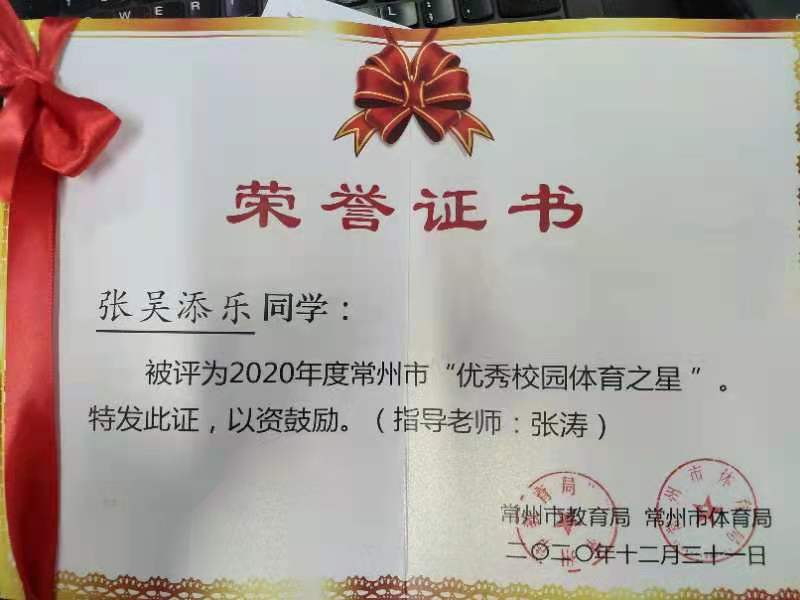 W E R
荣誉证书
张吴添乐同学：
被评为2020年度常州市“优秀校园体育之星”。
特发此证，以资鼓励。（指导老师：张涛）
常州市教育局 常州市体育局
二〇二〇年十二月三十一日